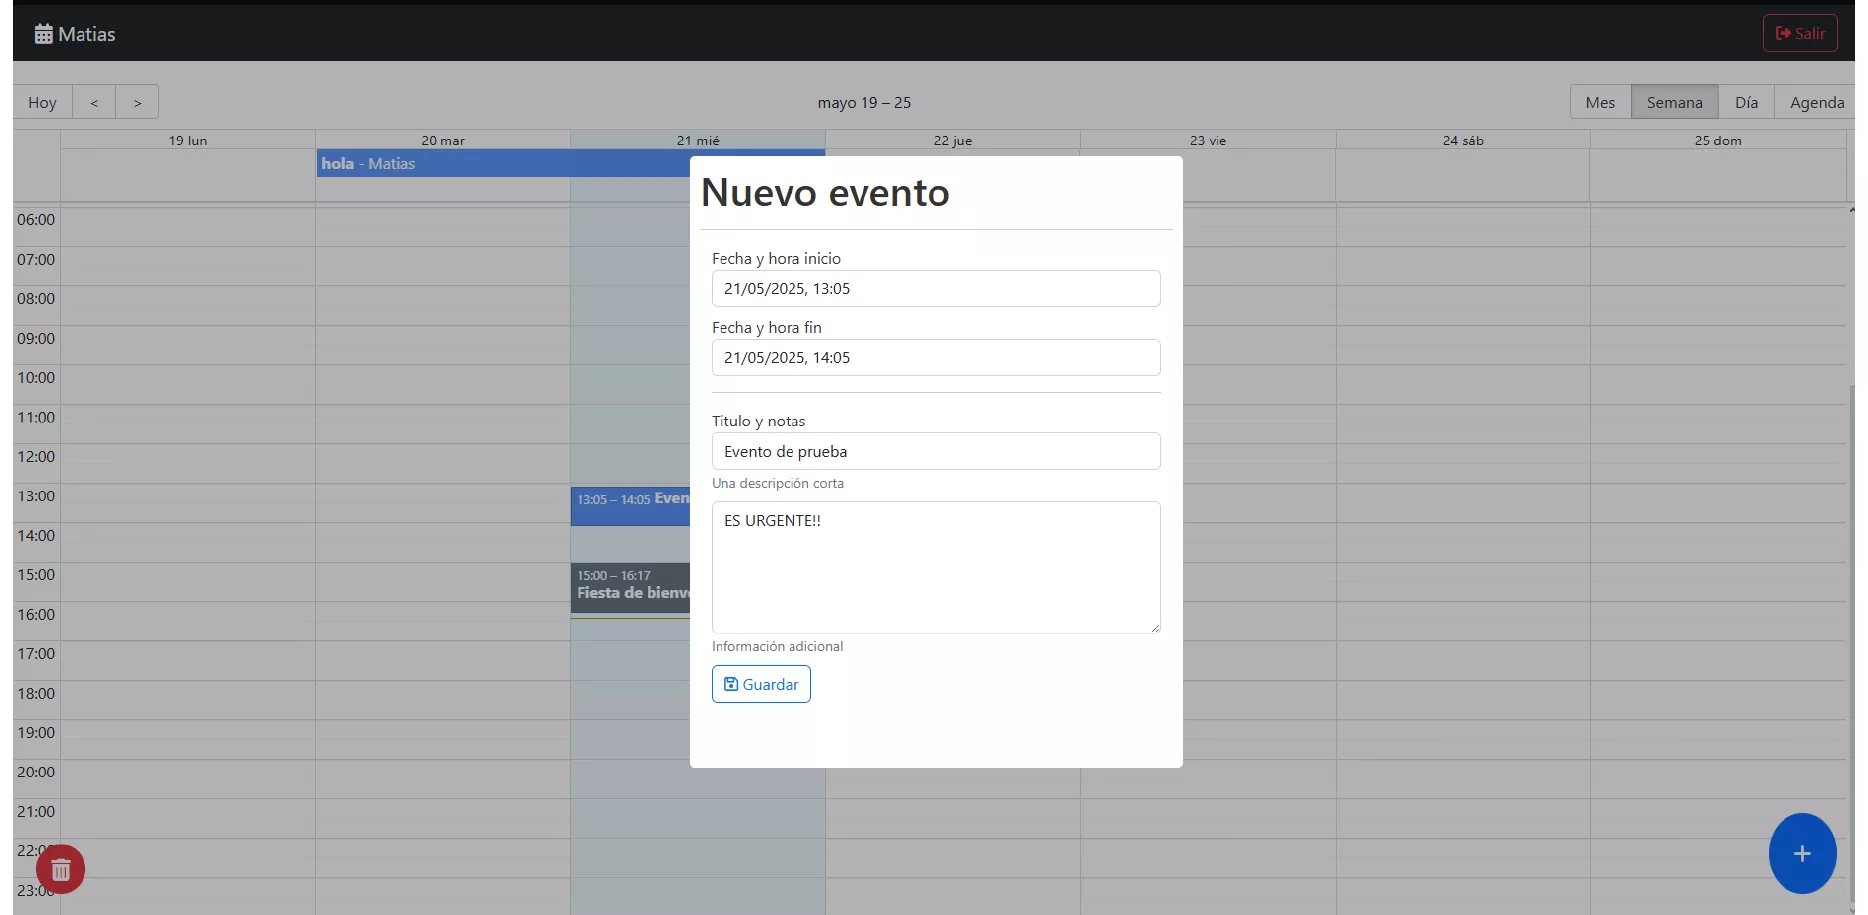 Matias
Salir
Hoy
<
>
mayo 19 – 25
Mes
Semana
Día
Agenda
19 lun
20 mar
21 mié
22 jue
23 vie
24 sáb
25 dom
hola - Matias
Nuevo evento
Fecha y hora inicio
21/05/2025, 13:05
Fecha y hora fin
21/05/2025, 14:05
Titulo y notas
Evento de prueba
Una descripción corta
ES URGENTE!!
Información adicional
Guardar
06:00
07:00
08:00
09:00
10:00
11:00
12:00
13:00
13:05 – 14:05 Even
14:00
15:00
15:00 – 16:17
Fiesta de bienv
16:00
17:00
18:00
19:00
20:00
21:00
22:00
23:00
+